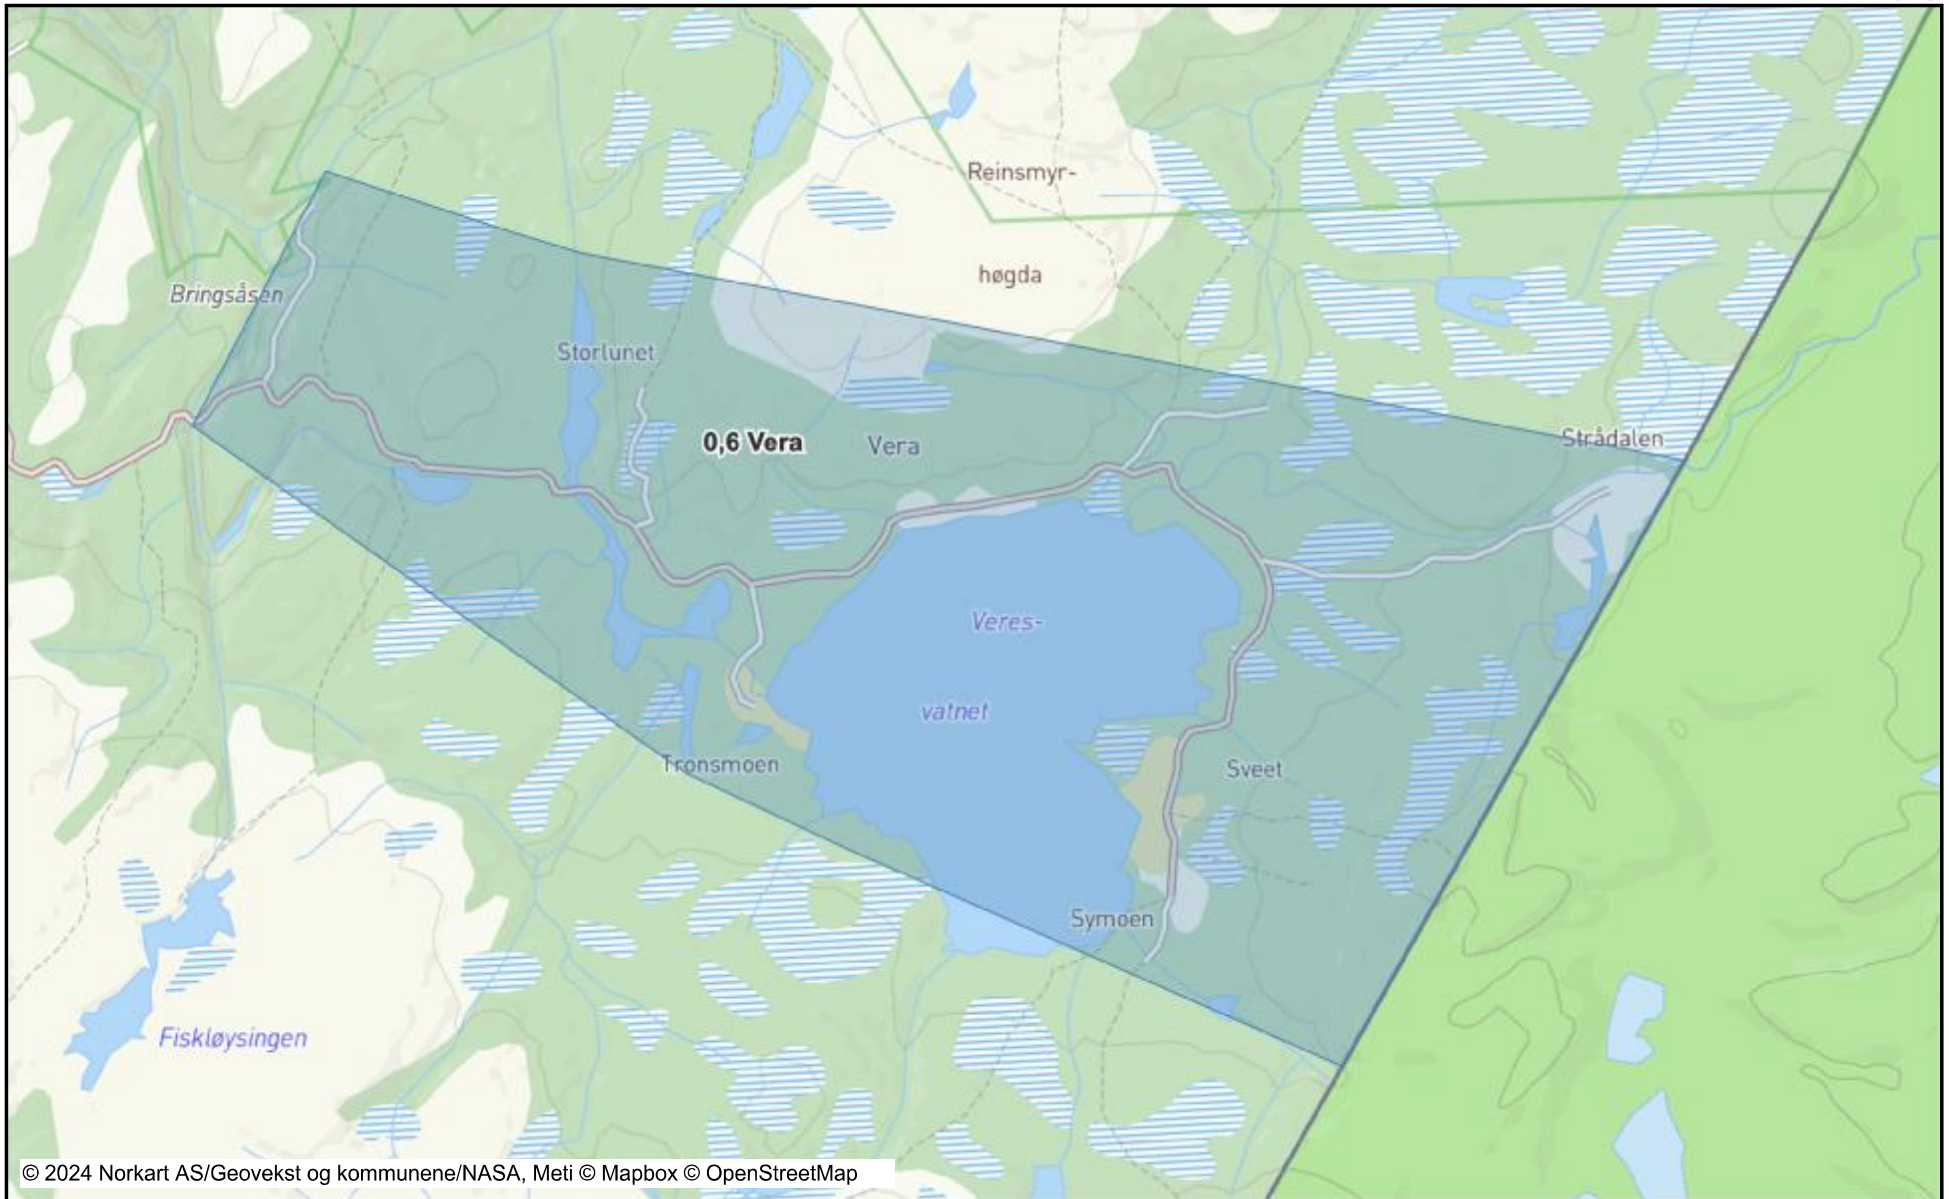 Reinsmyr-
høgda
Bringsåsen
Storlunet
0,6 Vera
Vera
Strådalen
Veres-
vatnet
Tronsmoen
Sveet
Symoen
Fiskløysingen
© 2024 Norkart AS/Geovekst og kommunene/NASA, Meti © Mapbox © OpenStreetMap